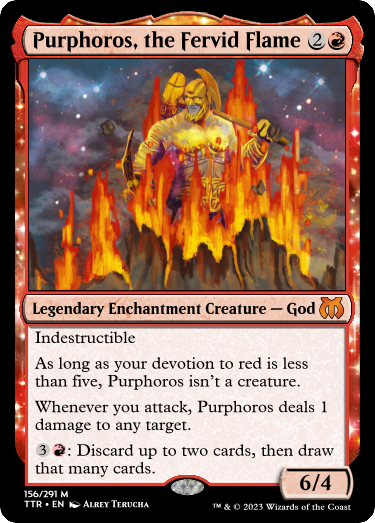 Purphoros, the Fervid Flame 2
Legendary Enchantment Creature — God
Indestructible
As long as your devotion to red is less
than five, Purphoros isn't a creature.
Whenever you attack, Purphoros deals 1
damage to any target.
3 : Discard up to two cards, then draw
that many cards.
6/4
156/291 M
TTR • EN Alrey Terucha
™ & © 2023 Wizards of the Coast